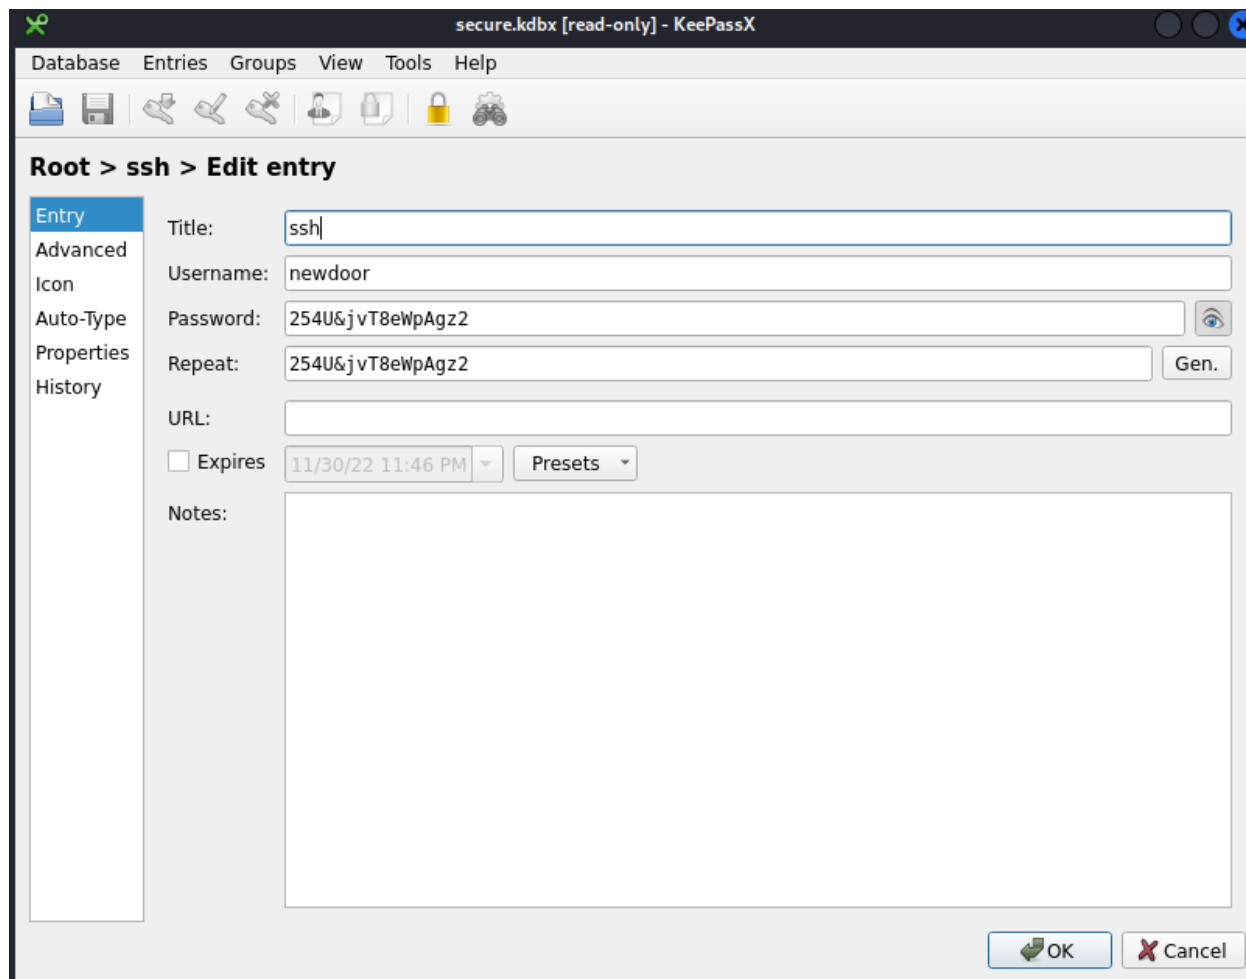 secure.kdbx [read-only] - KeePassX
Database Entries Groups View Tools Help
Root > ssh > Edit entry
Entry
Advanced
Icon
Auto-Type
Properties
History
Title: ssh
Username: newdoor
Password: 254U&jvT8eWpAgz2
Repeat: 254U&jvT8eWpAgz2 Gen.
URL:
Expires 11/30/22 11:46 PM Presets
Notes:
OK Cancel